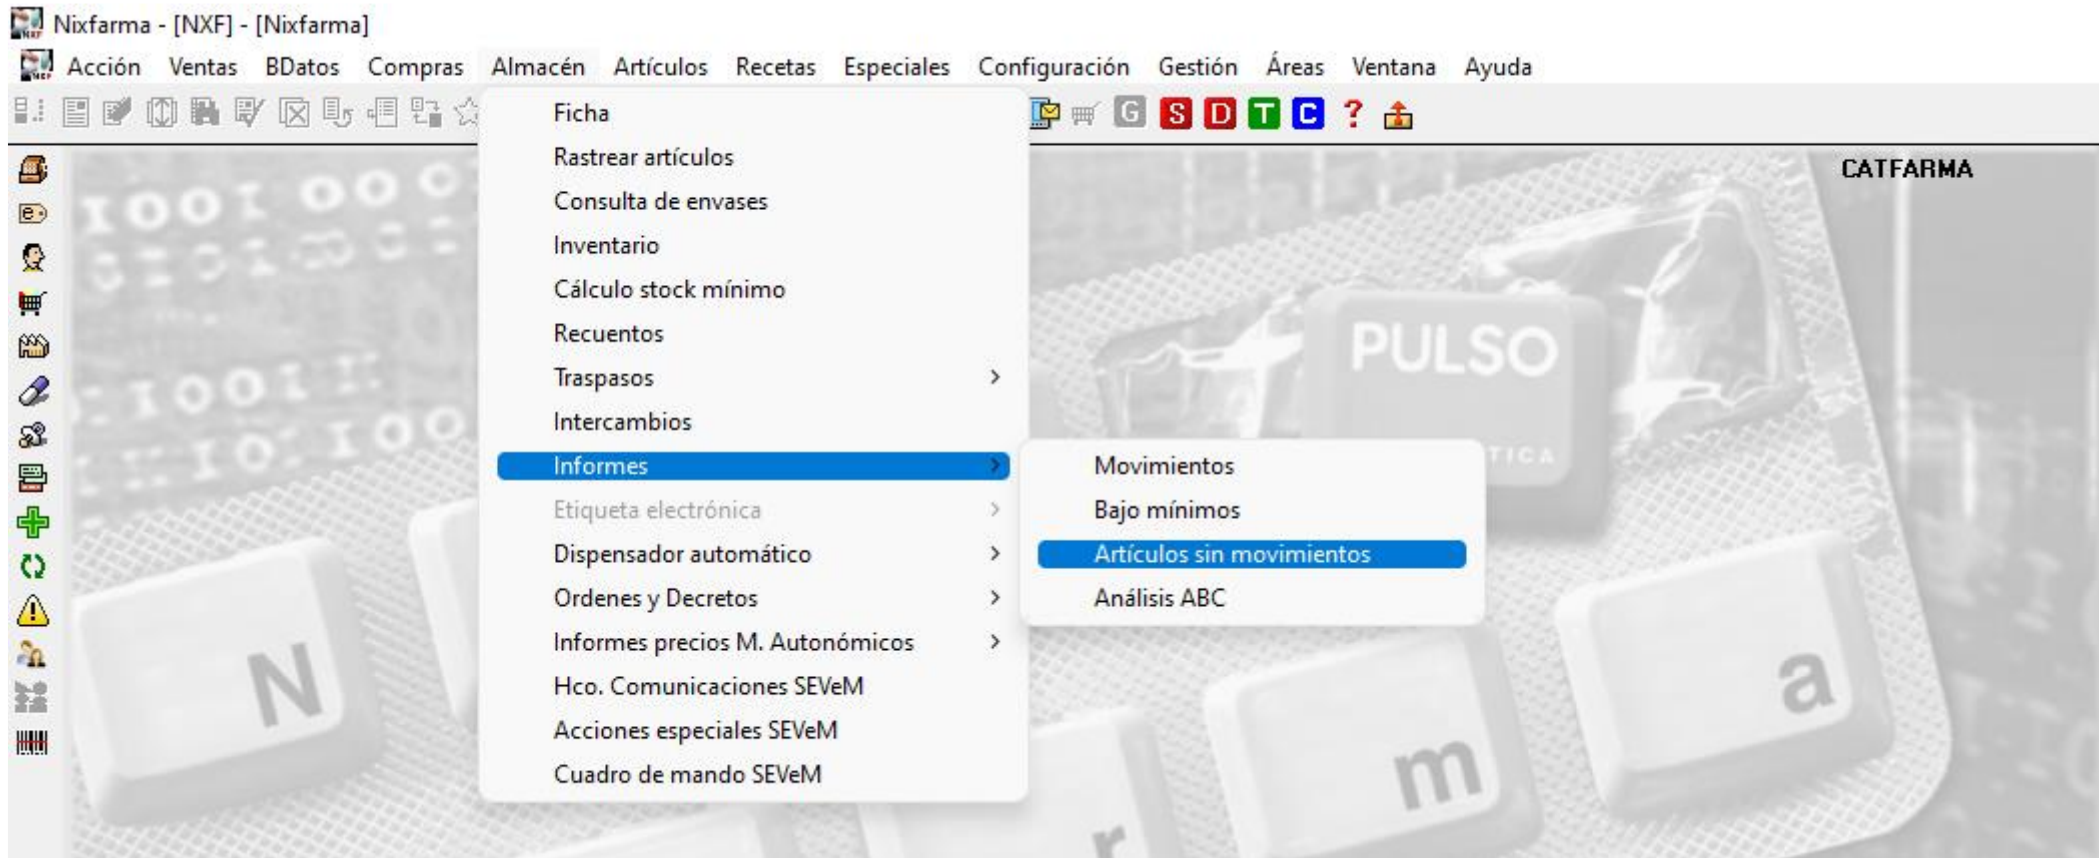 Nixfarma - [NXF] - [Nixfarma]
Acción Ventas BDatos Compras Almacén Artículos Recetas Especiales Configuración Gestión Áreas Ventana Ayuda
G S D T C ?
CATFARMA
Ficha
Rastrear artículos
Consulta de envases
Inventario
Cálculo stock mínimo
Recuentos
Traspasos
Intercambios
Informes
Etiqueta electrónica
Dispensador automático
Ordenes y Decretos
Informes precios M. Autonómicos
Hco. Comunicaciones SEVeM
Acciones especiales SEVeM
Cuadro de mando SEVeM
Movimientos
Bajo mínimos
Artículos sin movimientos
Análisis ABC
PULSO
TICA
N
r
m
a